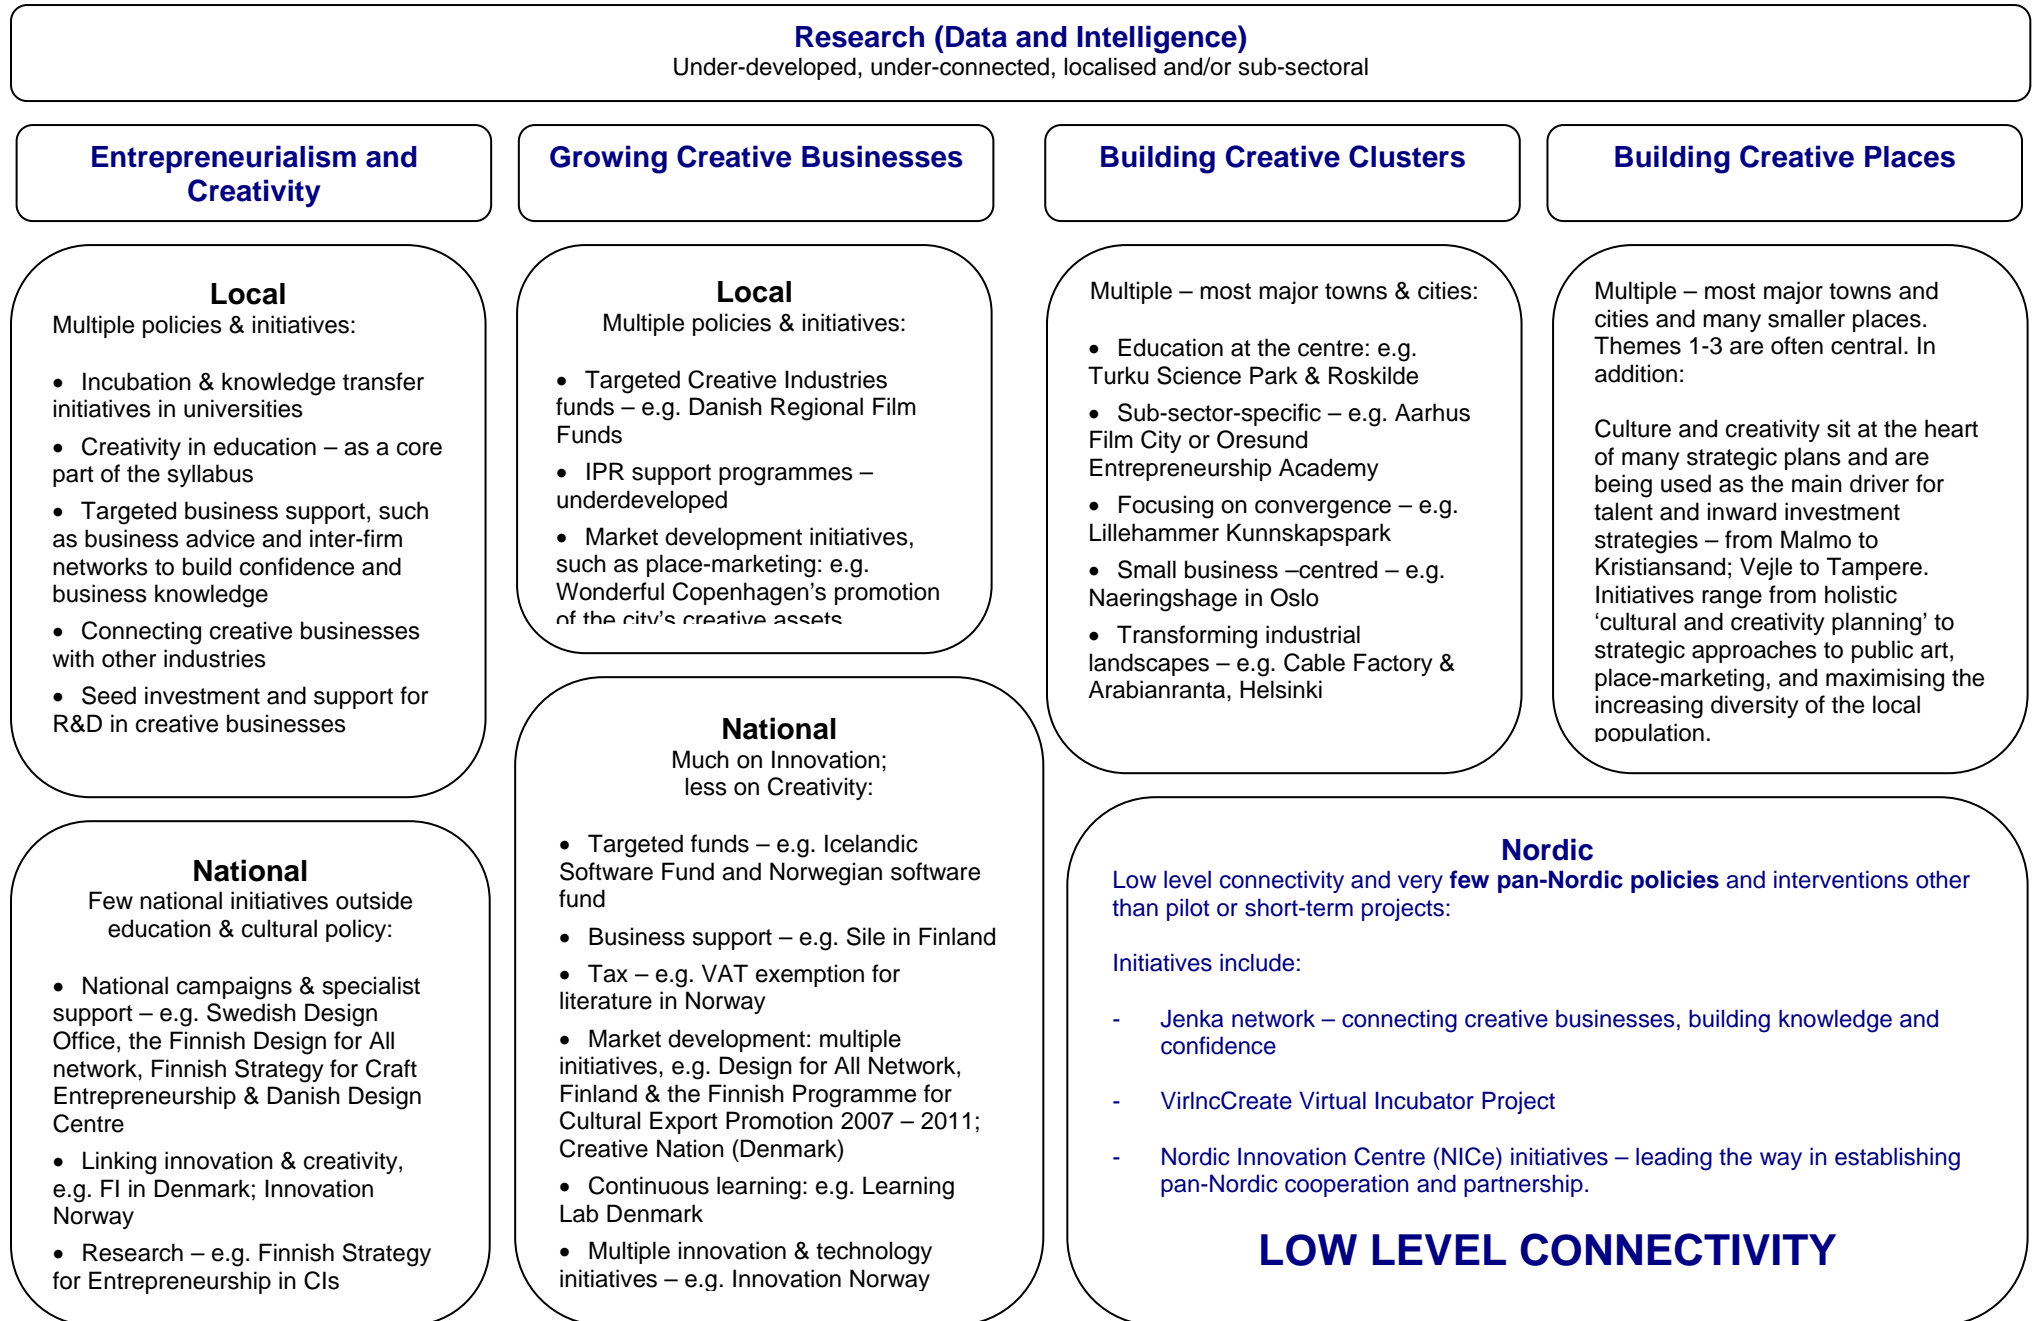 Research (Data and Intelligence)
Under-developed, under-connected, localised and/or sub-sectoral
Entrepreneurialism and
Creativity
Local
Multiple policies & initiatives:
• Incubation & knowledge transfer
initiatives in universities
• Creativity in education – as a core
part of the syllabus
• Targeted business support, such
as business advice and inter-firm
networks to build confidence and
business knowledge
• Connecting creative businesses
with other industries
• Seed investment and support for
R&D in creative businesses
National
Few national initiatives outside
education & cultural policy:
• National campaigns & specialist
support – e.g. Swedish Design
Office, the Finnish Design for All
network, Finnish Strategy for Craft
Entrepreneurship & Danish Design
Centre
• Linking innovation & creativity,
e.g. FI in Denmark; Innovation
Norway
• Research – e.g. Finnish Strategy
for Entrepreneurship in CIs
Growing Creative Businesses
Local
Multiple policies & initiatives:
• Targeted Creative Industries
funds – e.g. Danish Regional Film
Funds
• IPR support programmes –
underdeveloped
• Market development initiatives,
such as place-marketing: e.g.
Wonderful Copenhagen’s promotion
of the city’s creative assets
National
Much on Innovation;
less on Creativity:
• Targeted funds – e.g. Icelandic
Software Fund and Norwegian software
fund
• Business support – e.g. Sile in Finland
• Tax – e.g. VAT exemption for
literature in Norway
• Market development: multiple
initiatives, e.g. Design for All Network,
Finland & the Finnish Programme for
Cultural Export Promotion 2007 – 2011;
Creative Nation (Denmark)
• Continuous learning: e.g. Learning
Lab Denmark
• Multiple innovation & technology
initiatives – e.g. Innovation Norway
Building Creative Clusters
Multiple – most major towns & cities:
• Education at the centre: e.g.
Turku Science Park & Roskilde
• Sub-sector-specific – e.g. Aarhus
Film City or Oresund
Entrepreneurship Academy
• Focusing on convergence – e.g.
Lillehammer Kunnskapspark
• Small business –centred – e.g.
Naeringshage in Oslo
• Transforming industrial
landscapes – e.g. Cable Factory &
Arabianranta, Helsinki
Building Creative Places
Multiple – most major towns and
cities and many smaller places.
Themes 1-3 are often central. In
addition:
Culture and creativity sit at the heart
of many strategic plans and are
being used as the main driver for
talent and inward investment
strategies – from Malmo to
Kristiansand; Vejle to Tampere.
Initiatives range from holistic
‘cultural and creativity planning’ to
strategic approaches to public art,
place-marketing, and maximising the
increasing diversity of the local
population.
Nordic
Low level connectivity and very few pan-Nordic policies and interventions other
than pilot or short-term projects:
Initiatives include:
- Jenka network – connecting creative businesses, building knowledge and
confidence
- VirIncCreate Virtual Incubator Project
- Nordic Innovation Centre (NICe) initiatives – leading the way in establishing
pan-Nordic cooperation and partnership.
LOW LEVEL CONNECTIVITY